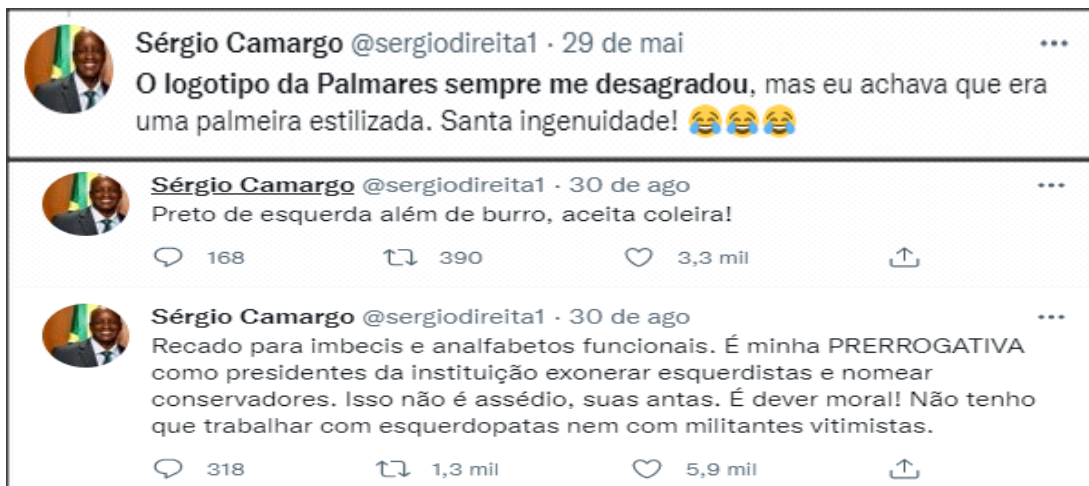 Sérgio Camargo @sergiodireita1 · 29 de mai
O logotipo da Palmares sempre me desagradou, mas eu achava que era
uma palmeira estilizada. Santa ingenuidade! 😂😂😂
Sérgio Camargo @sergiodireita1 · 30 de ago
Preto de esquerda além de burro, aceita coleira!
168 390 3,3 mil
Sérgio Camargo @sergiodireita1 · 30 de ago
Recado para imbecis e analfabetos funcionais. É minha PRERROGATIVA
como presidentes da instituição exonerar esquerdistas e nomear
conservadores. Isso não é assédio, suas antas. É dever moral! Não tenho
que trabalhar com esquerdopatas nem com militantes vitimistas.
318 1,3 mil 5,9 mil